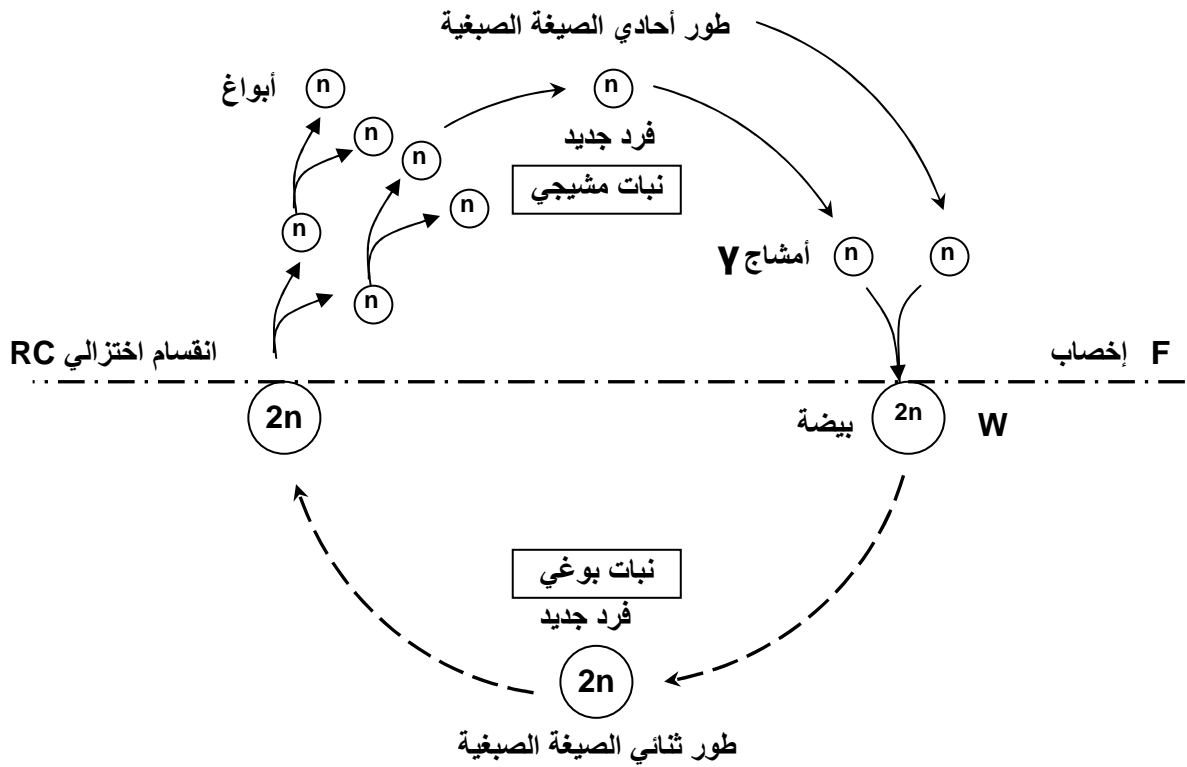 طور أحادي الصيغة الصبغية
أبواغ
n
n
n
n
n
n
n
فرد جديد
نبات مشيجي
أمشاج γ
n
n
انقسام اختزالي RC
F إخصاب
2n
بيضة
2n
W
نبات بوغي
فرد جديد
2n
طور ثنائي الصيغة الصبغية